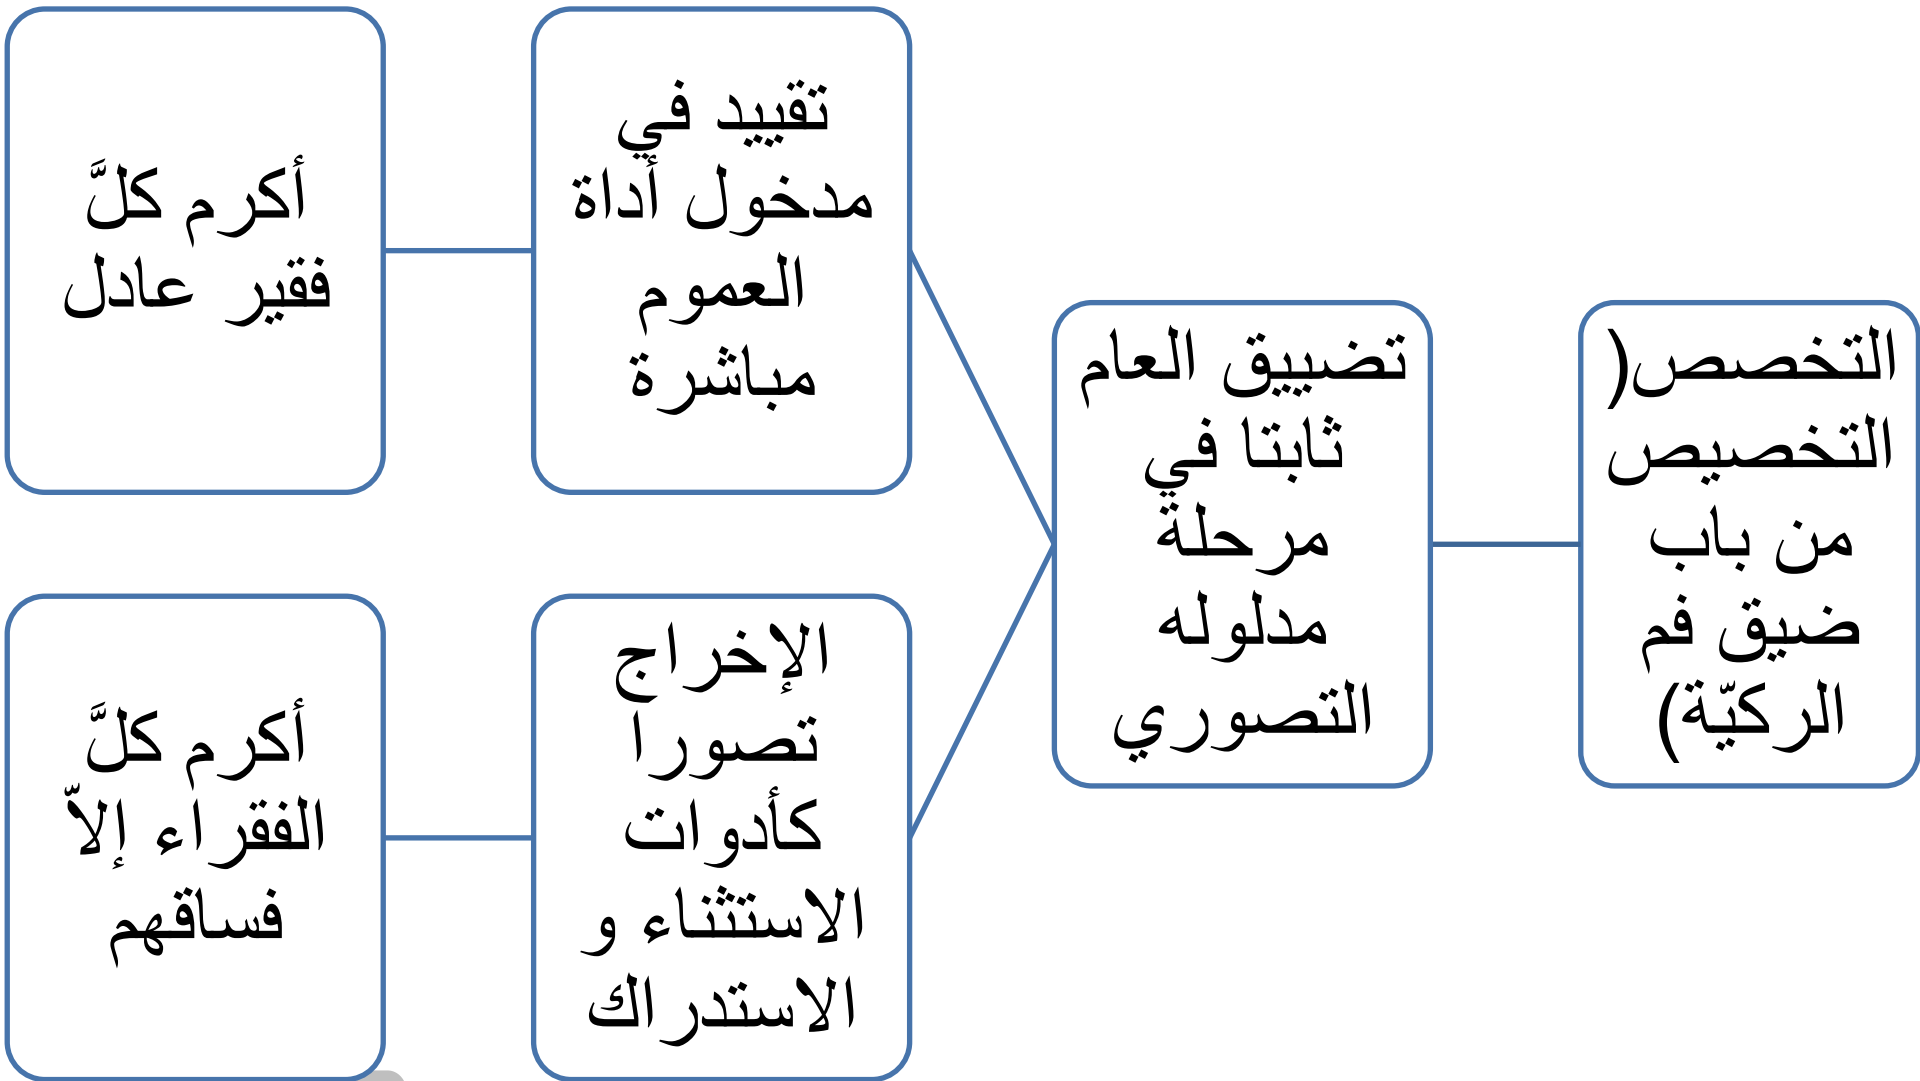 التخصص(
التخصيص
من باب
ضيق فم
الركيّة)
تضييق العام
ثابتا في
مرحلة
مدلوله
التصوري
تقييد في
مدخول أداة
العموم
مباشرة
أكرم كلَّ
فقير عادل
الإخراج
تصورا
كأدوات
الاستثناء و
الاستدراك
أكرم كلَّ
الفقراء إلاّ
فساقهم